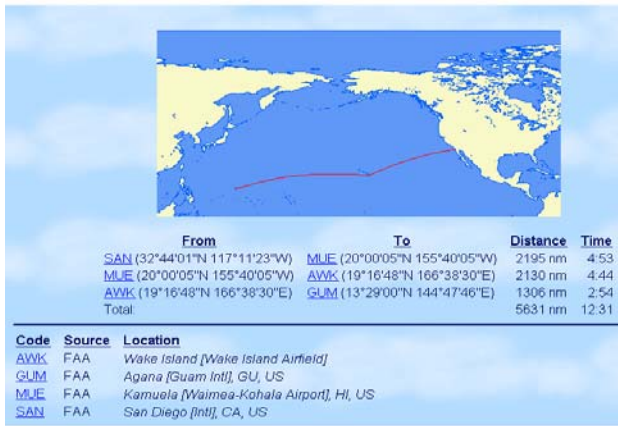 From To Distance Time
SAN (32°44'01"N 117°11'23"W) MUE (20°00'05"N 155°40'05"W) 2195 nm 4:53
MUE (20°00'05"N 155°40'05"W) AWK (19°16'48"N 166°38'30"E) 2130 nm 4:44
AWK (19°16'48"N 166°38'30"E) GUM (13°29'00"N 144°47'46"E) 1306 nm 2:54
Total: 5631 nm 12:31
Code Source Location
AWK FAA Wake Island [Wake Island Airfield]
GUM FAA Agana [Guam Intl], GU, US
MUE FAA Kamuela [Waimea-Kohala Airport], HI, US
SAN FAA San Diego [Intl], CA, US